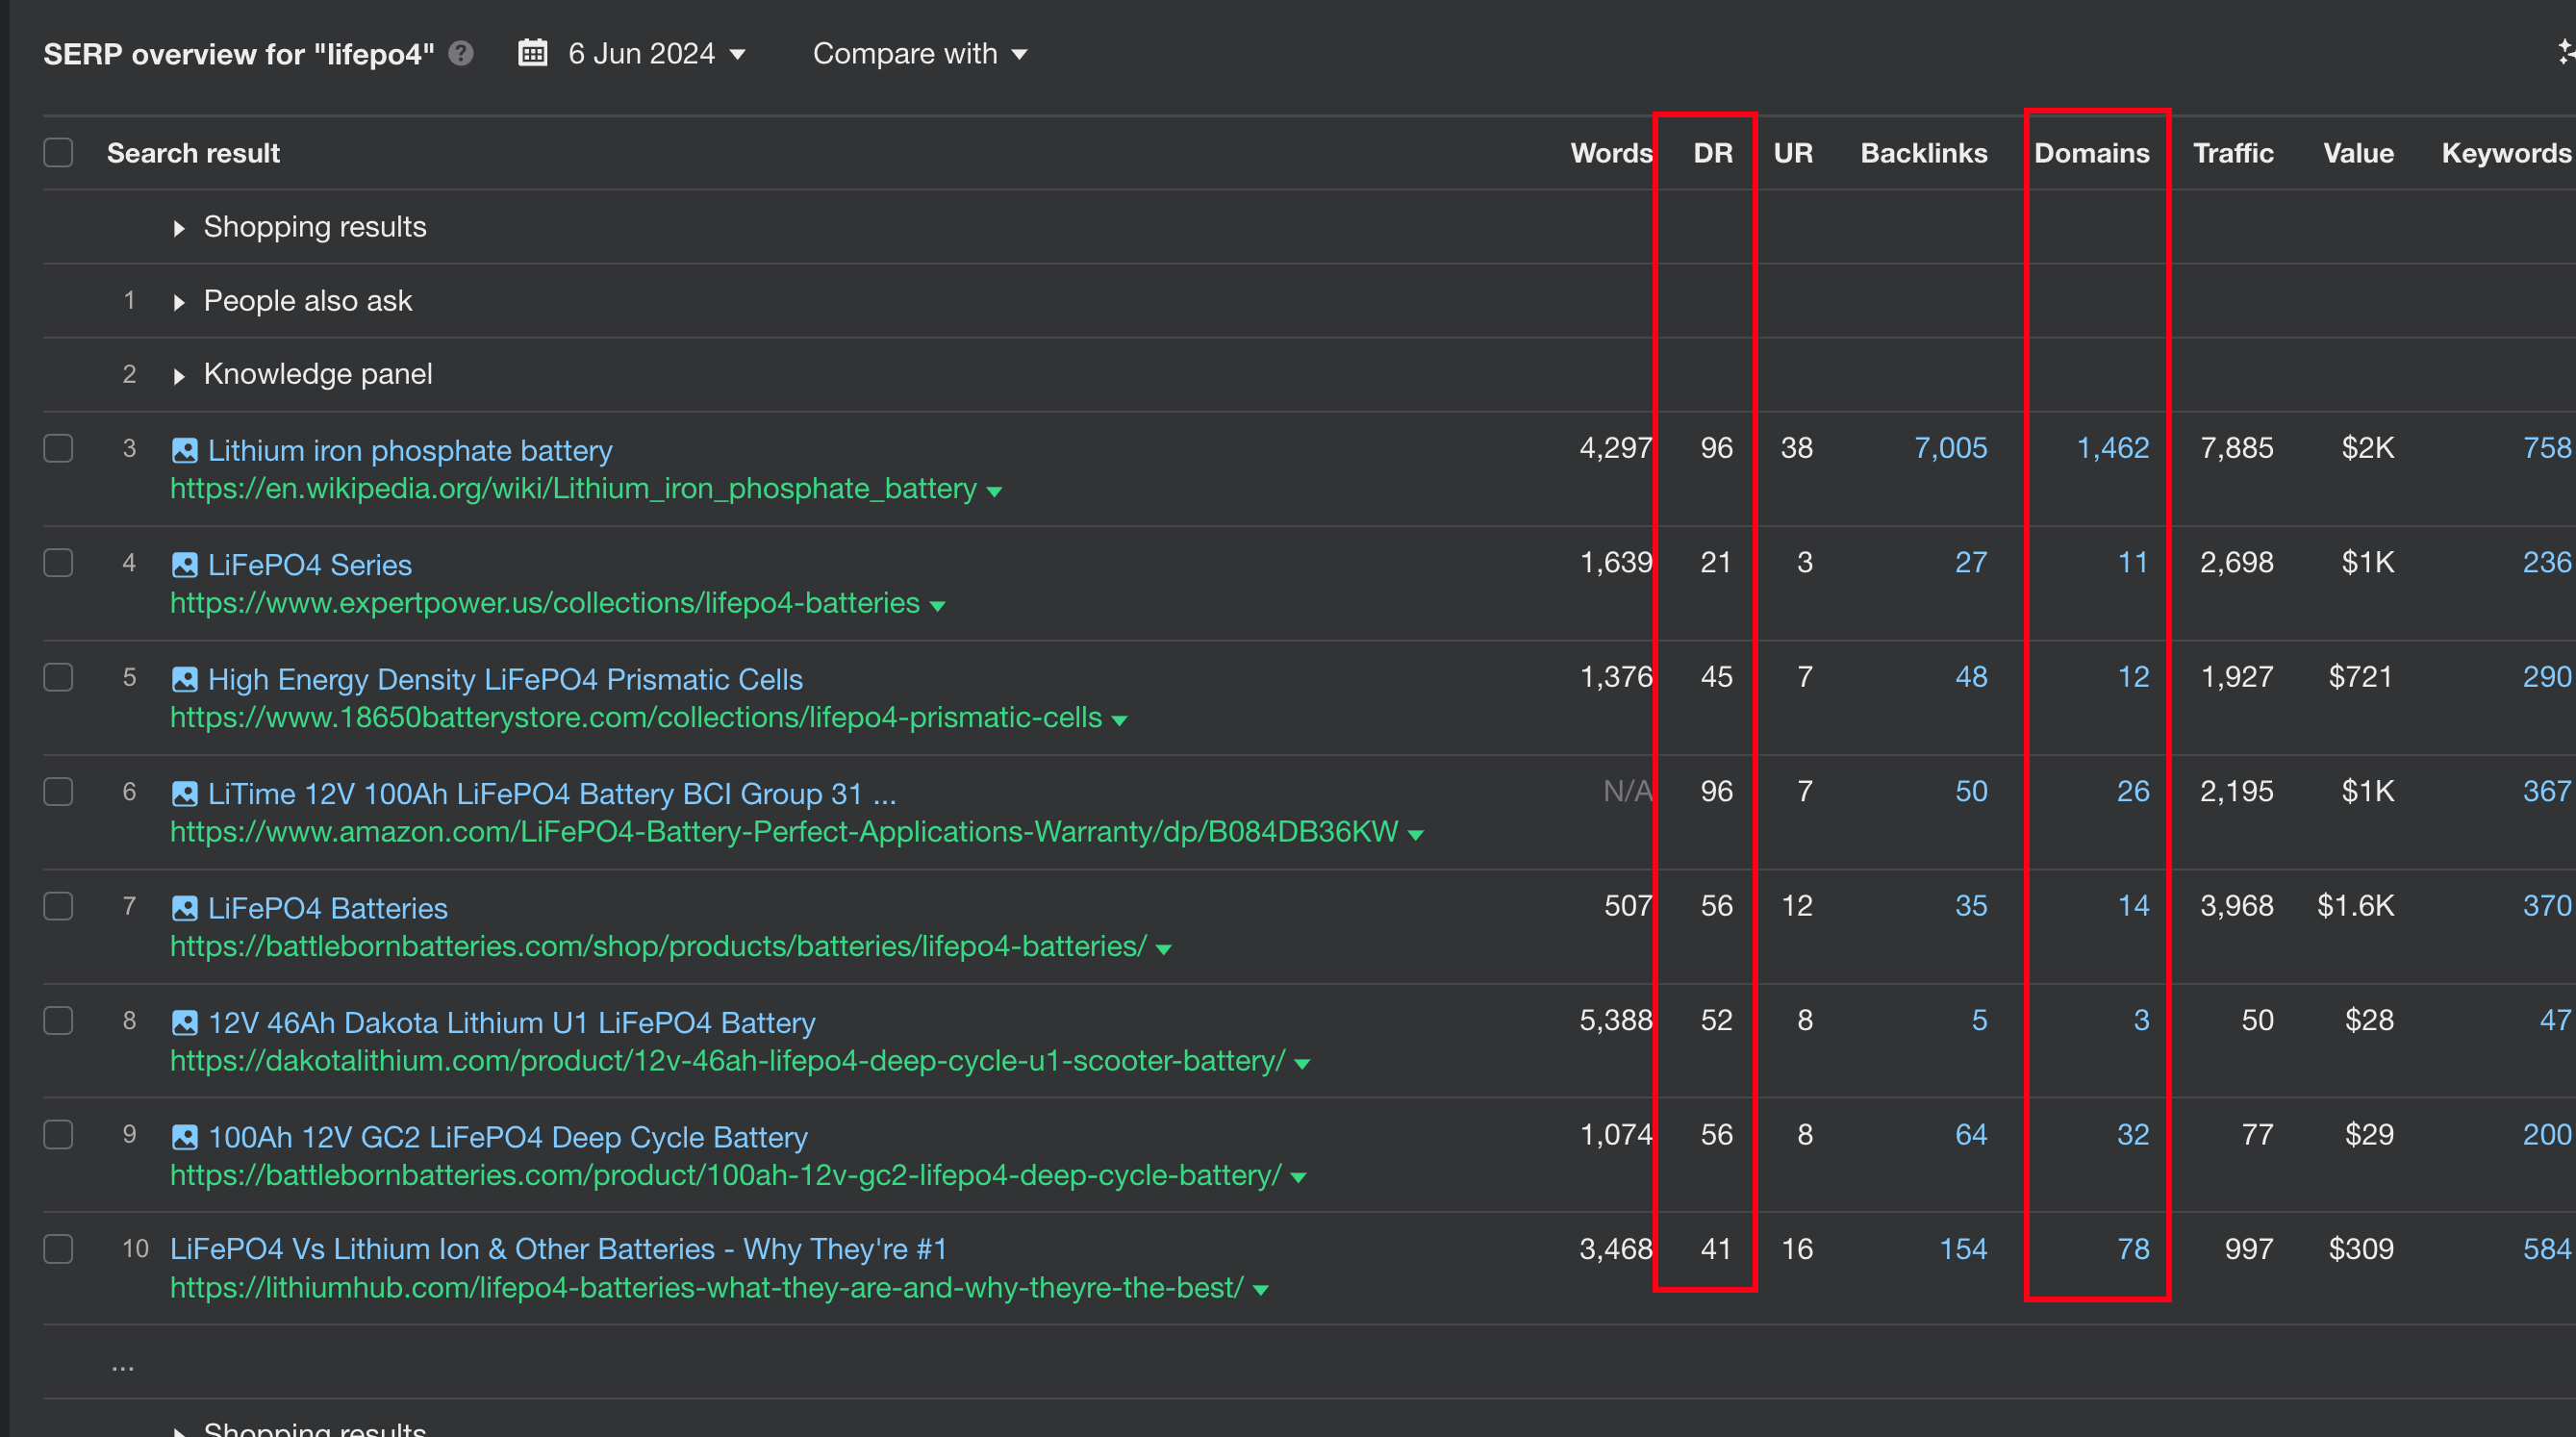 SERP overview for "lifepo4" ? 6 Jun 2024 Compare with
Search result Words DR UR Backlinks Domains Traffic Value Keywords
Shopping results
1 People also ask
2 Knowledge panel
3 Lithium iron phosphate battery 4,297 96 38 7,005 1,462 7,885 $2K 758
https://en.wikipedia.org/wiki/Lithium_iron_phosphate_battery
4 LiFePO4 Series 1,639 21 3 27 11 2,698 $1K 236
https://www.expertpower.us/collections/lifepo4-batteries
5 High Energy Density LiFePO4 Prismatic Cells 1,376 45 7 48 12 1,927 $721 290
https://www.18650batterystore.com/collections/lifepo4-prismatic-cells
6 LiTime 12V 100Ah LiFePO4 Battery BCI Group 31 ... N/A 96 7 50 26 2,195 $1K 367
https://www.amazon.com/LiFePO4-Battery-Perfect-Applications-Warranty/dp/B084DB36KW
7 LiFePO4 Batteries 507 56 12 35 14 3,968 $1.6K 370
https://battlebornbatteries.com/shop/products/batteries/lifepo4-batteries/
8 12V 46Ah Dakota Lithium U1 LiFePO4 Battery 5,388 52 8 5 3 50 $28 47
https://dakotalithium.com/product/12v-46ah-lifepo4-deep-cycle-u1-scooter-battery/
9 100Ah 12V GC2 LiFePO4 Deep Cycle Battery 1,074 56 8 64 32 77 $29 200
https://battlebornbatteries.com/product/100ah-12v-gc2-lifepo4-deep-cycle-battery/
10 LiFePO4 Vs Lithium Ion & Other Batteries - Why They're #1 3,468 41 16 154 78 997 $309 584
https://lithiumhub.com/lifepo4-batteries-what-they-are-and-why-theyre-the-best/
...
Shopping results